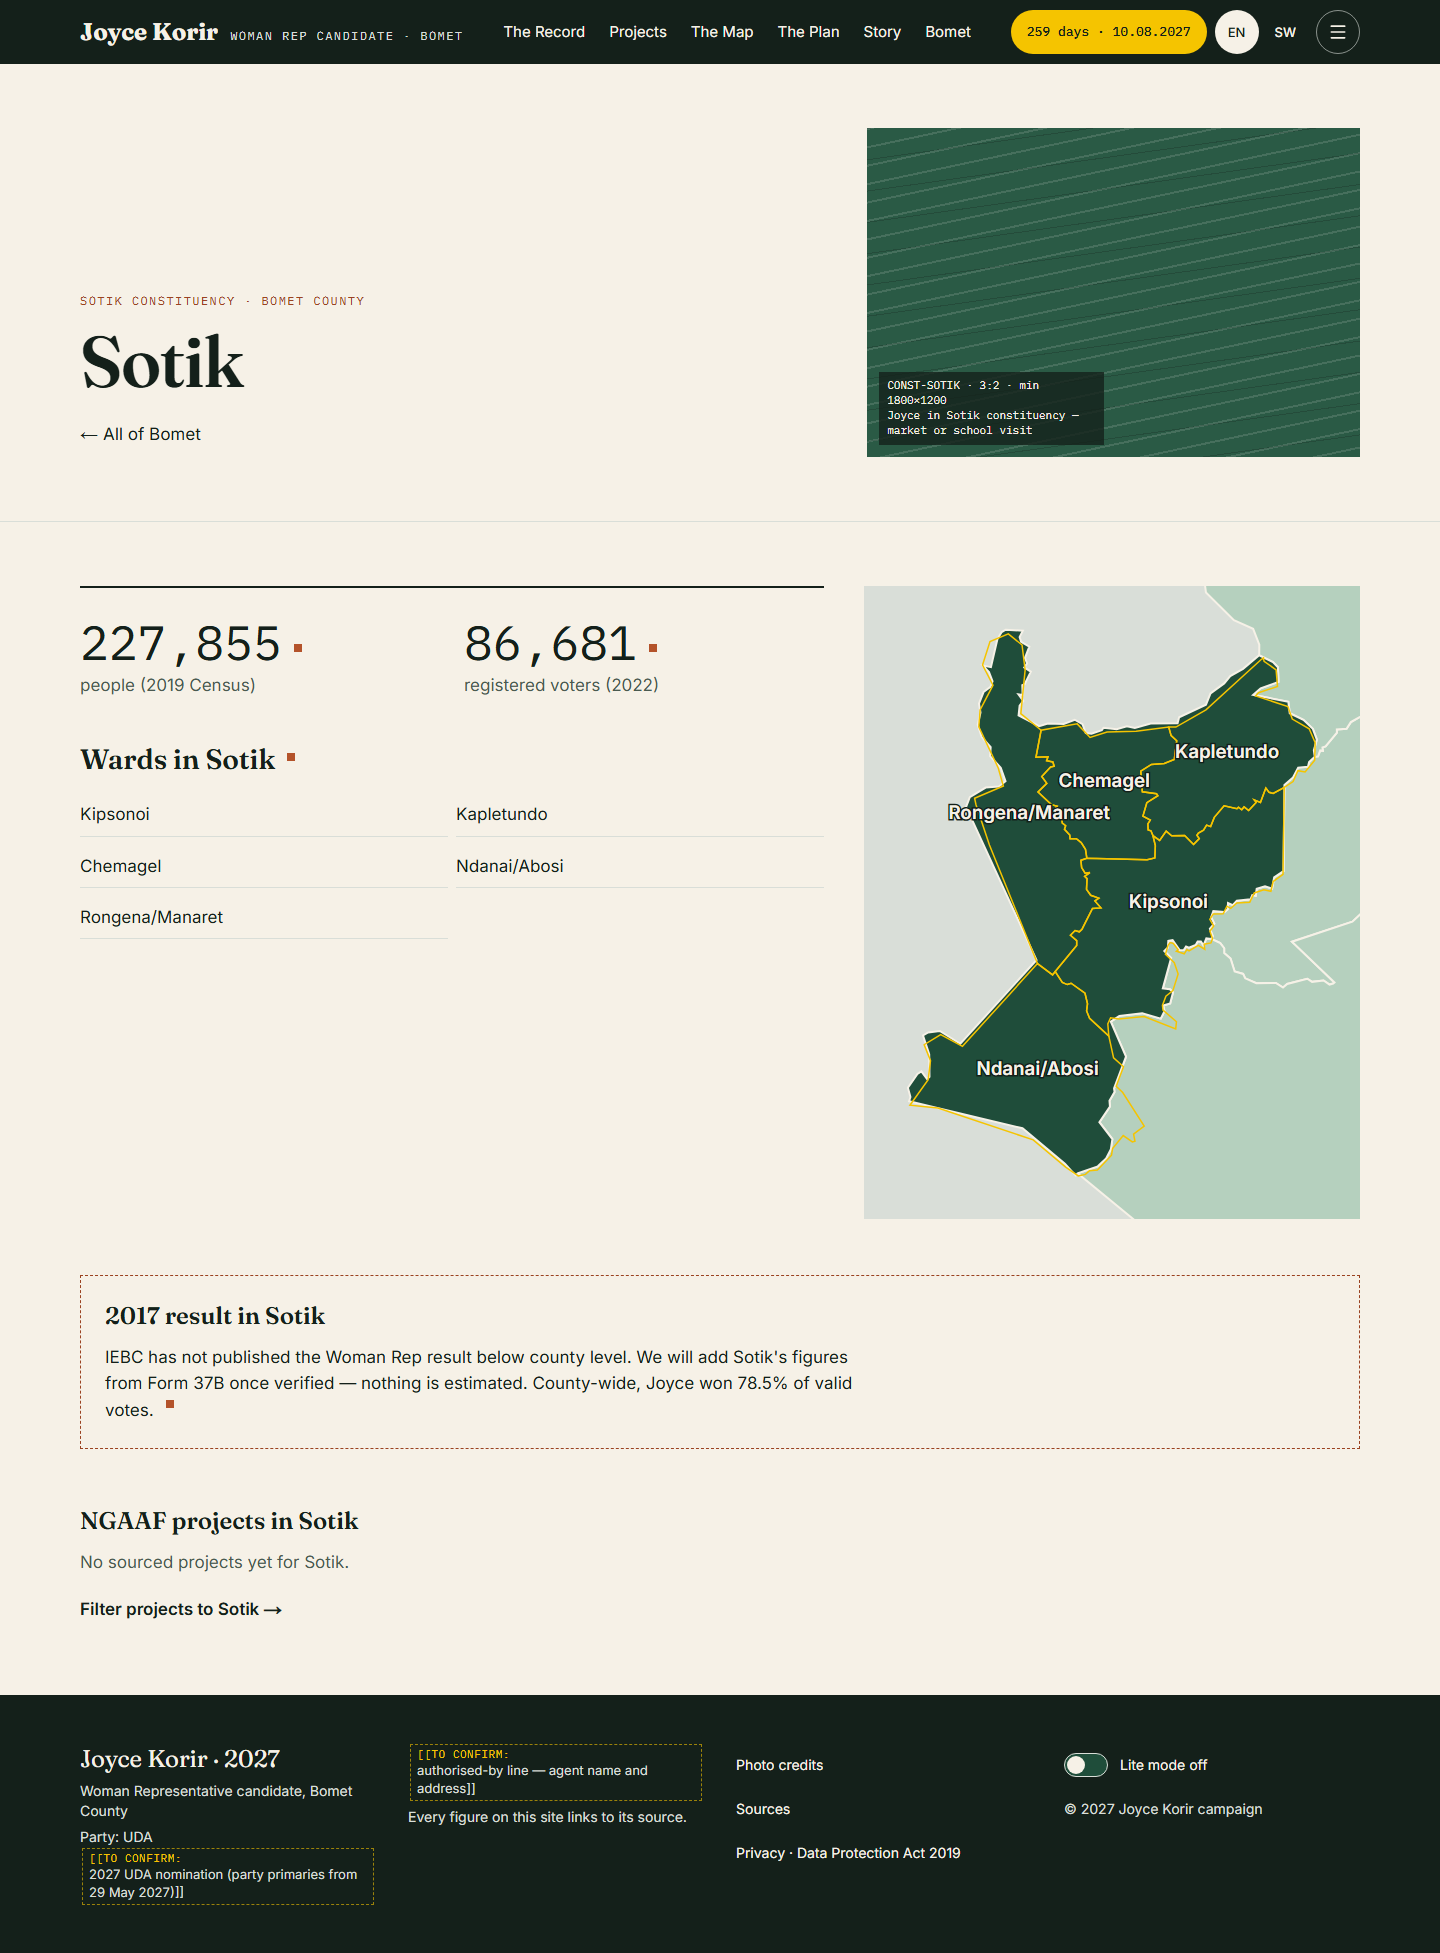 Joyce Korir WOMAN REP CANDIDATE · BOMET The Record Projects The Map The Plan Story Bomet 259 days · 10.08.2027 EN SW
SOTIK CONSTITUENCY · BOMET COUNTY
Sotik
← All of Bomet
CONST-SOTIK · 3:2 · min
1800×1200
Joyce in Sotik constituency —
market or school visit
227,855
people (2019 Census)
86,681
registered voters (2022)
Wards in Sotik
Kipsonoi
Kapletundo
Chemagel
Ndanai/Abosi
Rongena/Manaret
Kapletundo
Chemagel
Rongena/Manaret
Kipsonoi
Ndanai/Abosi
2017 result in Sotik
IEBC has not published the Woman Rep result below county level. We will add Sotik's figures
from Form 37B once verified — nothing is estimated. County-wide, Joyce won 78.5% of valid
votes.
NGAAF projects in Sotik
No sourced projects yet for Sotik.
Filter projects to Sotik →
Joyce Korir · 2027
Woman Representative candidate, Bomet
County
Party: UDA
[[TO CONFIRM:
2027 UDA nomination (party primaries from
29 May 2027)]]
[[TO CONFIRM:
authorised-by line — agent name and
address]]
Every figure on this site links to its source.
Photo credits
Sources
Privacy · Data Protection Act 2019
Lite mode off
© 2027 Joyce Korir campaign